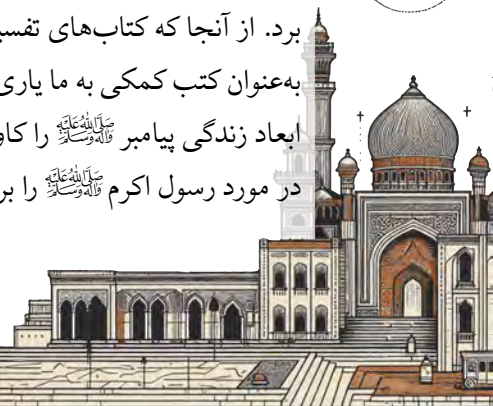 برد. از آنجا که کتاب‌های تفسیر
به‌عنوان کتب کمکی به ما یاری
ابعاد زندگی پیامبر ﷺ را کاو
در مورد رسول اکرم ﷺ را بر